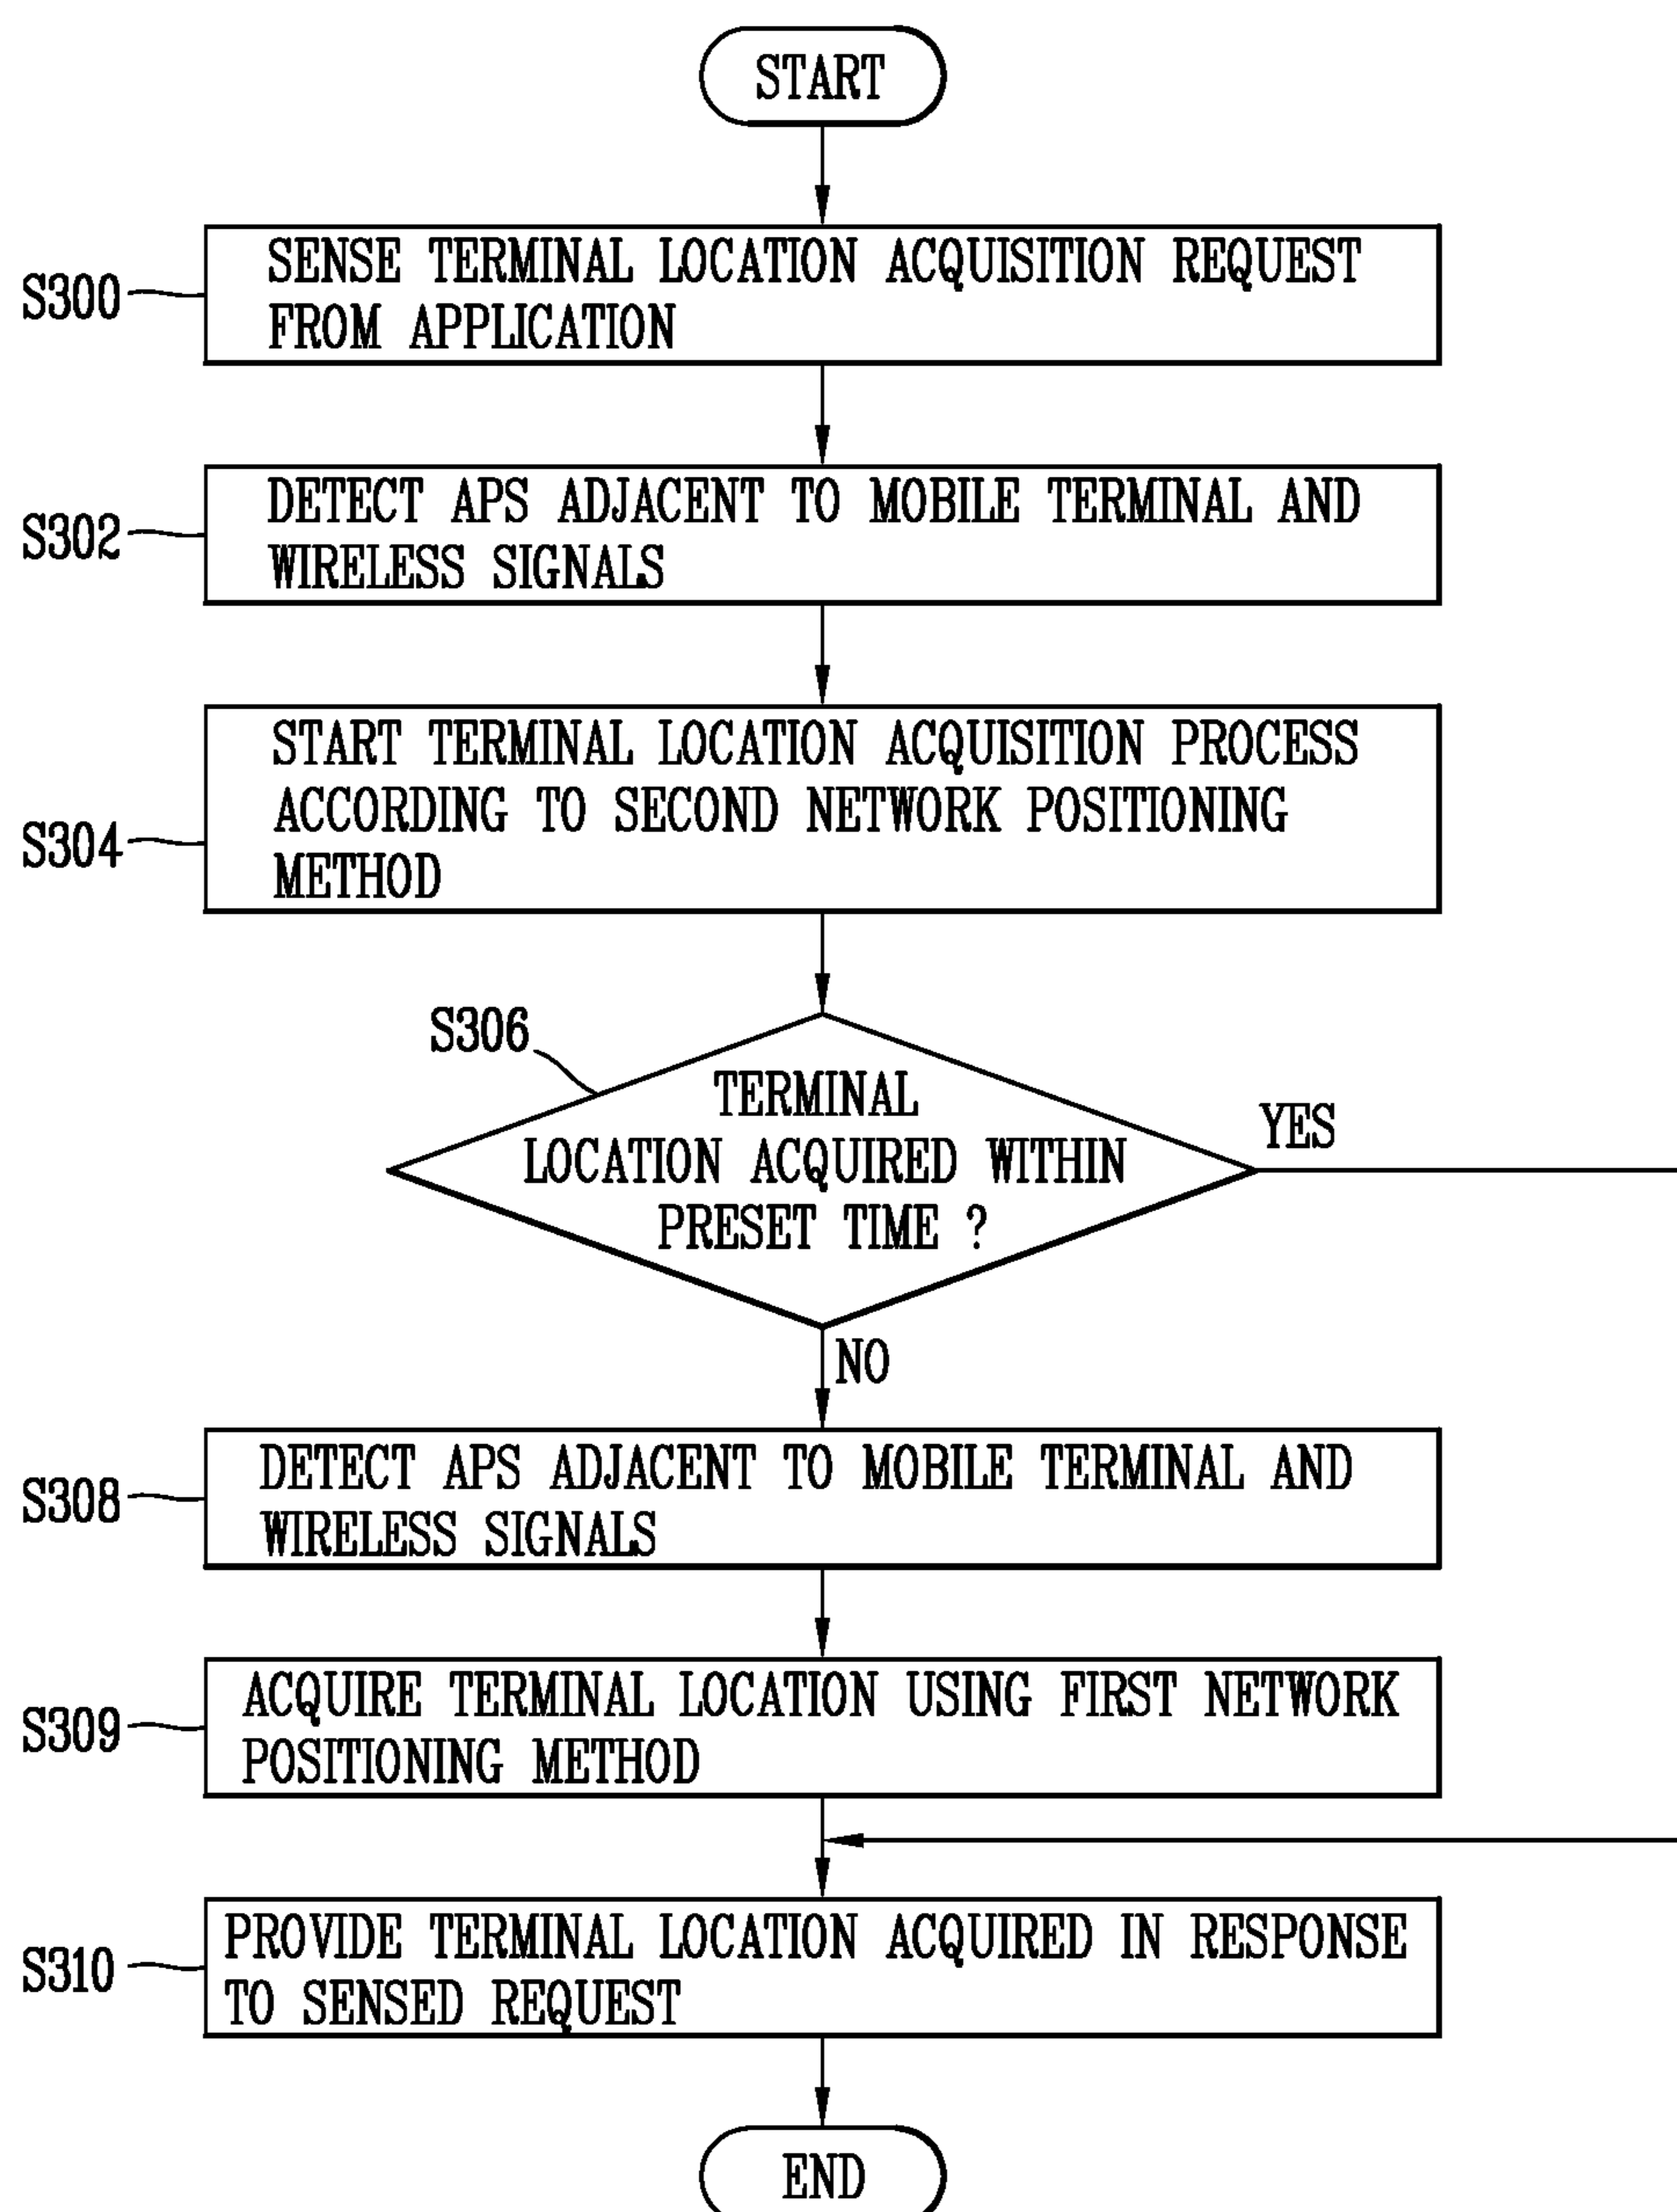 START
S300
SENSE TERMINAL LOCATION ACQUISITION REQUEST
FROM APPLICATION
S302
DETECT APS ADJACENT TO MOBILE TERMINAL AND
WIRELESS SIGNALS
S304
START TERMINAL LOCATION ACQUISITION PROCESS
ACCORDING TO SECOND NETWORK POSITIONING
METHOD
S306
TERMINAL
LOCATION ACQUIRED WITHIN
PRESET TIME ?
YES
NO
S308
DETECT APS ADJACENT TO MOBILE TERMINAL AND
WIRELESS SIGNALS
S309
ACQUIRE TERMINAL LOCATION USING FIRST NETWORK
POSITIONING METHOD
S310
PROVIDE TERMINAL LOCATION ACQUIRED IN RESPONSE
TO SENSED REQUEST
END